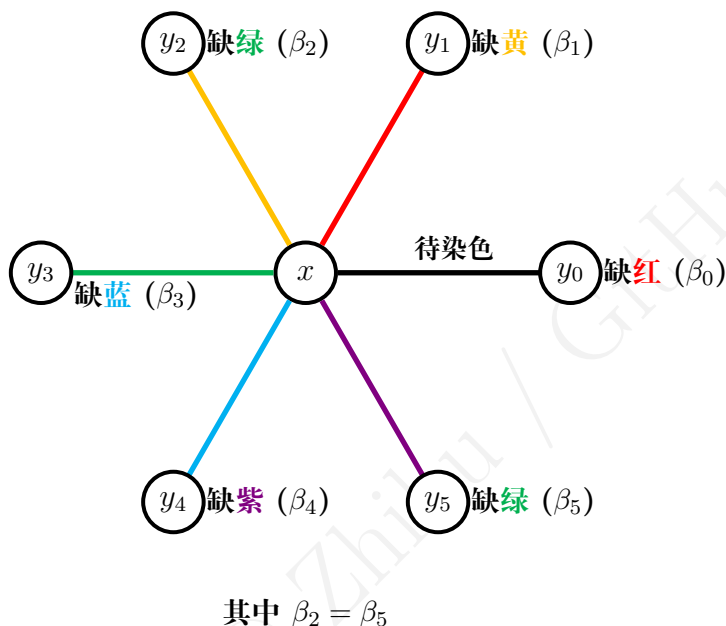 y₂ 缺绿 (β₂)
y₁ 缺黄 (β₁)
待染色
y₃
x
y₀ 缺红 (β₀)
缺蓝 (β₃)
y₄ 缺紫 (β₄)
y₅ 缺绿 (β₅)
其中 β₂ = β₅
Zhihu /